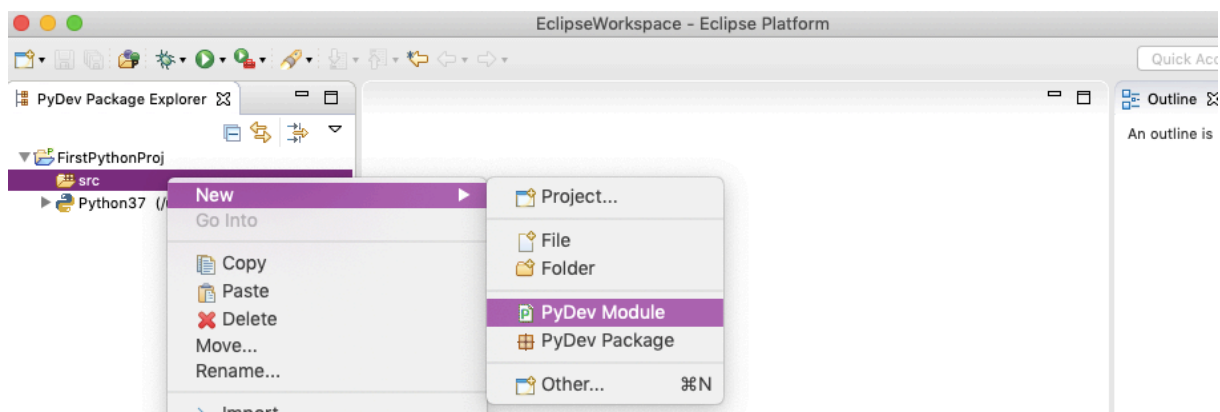 EclipseWorkspace - Eclipse Platform
Quick Acc
PyDev Package Explorer
Outline
An outline is
FirstPythonProj
src
Python37 (/
New
Go Into
Copy
Paste
Delete
Move...
Rename...
Import
Project...
File
Folder
PyDev Module
PyDev Package
Other... ⌘N